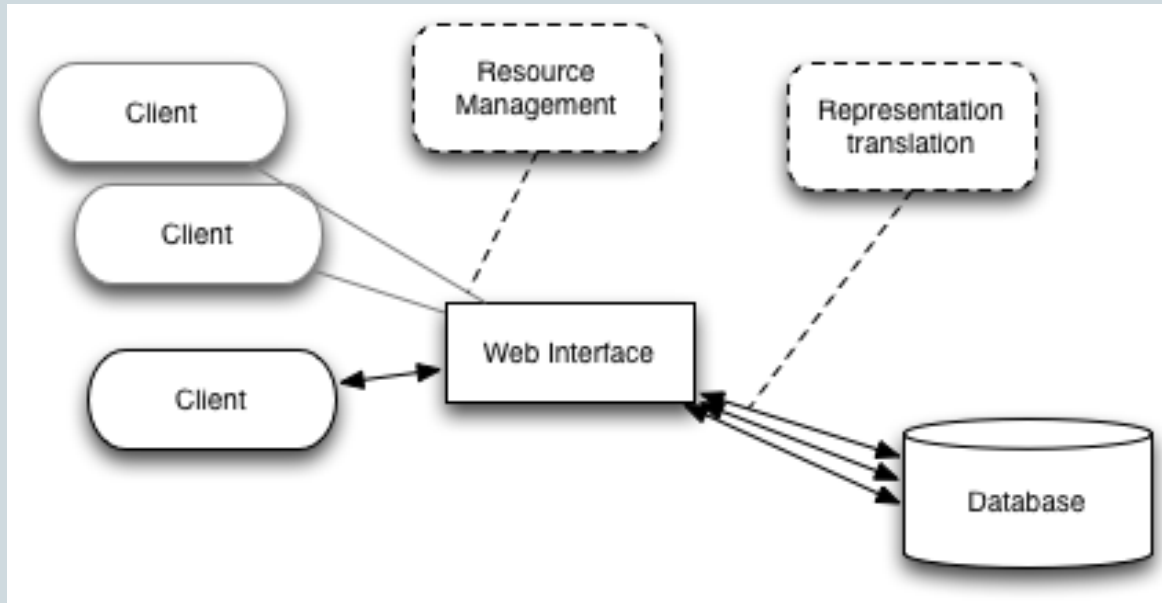 Resource
Management
Representation
translation
Client
Client
Client
Web Interface
Database